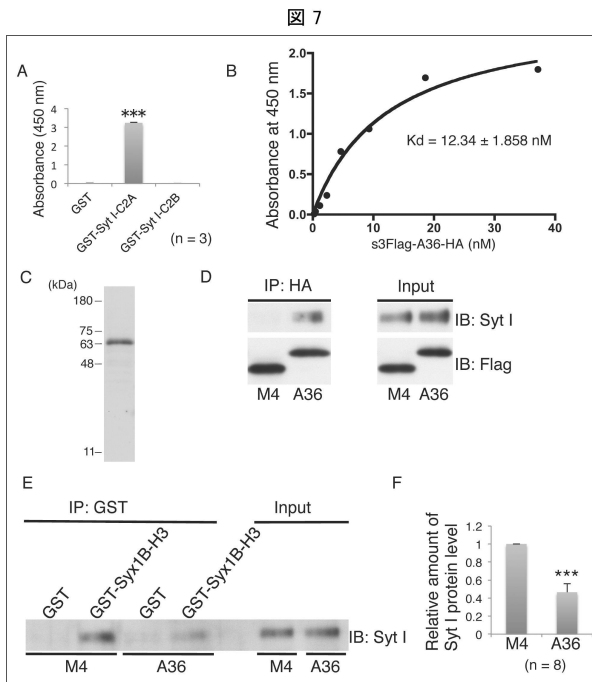 図 7
A
Absorbance (450 nm)
4
3
2
1
0
***
GST
GST-Syt I-C2A
GST-Syt I-C2B
(n = 3)
B
Absorbance at 450 nm
2.0
1.5
1.0
0.5
0.0
Kd = 12.34 ± 1.858 nM
0 10 20 30 40
s3Flag-A36-HA (nM)
C
(kDa)
180
75
63
48
11
D
IP: HA Input
IB: Syt I
IB: Flag
M4 A36 M4 A36
E
IP: GST Input
GST
GST-Syx1B-H3
GST
GST-Syx1B-H3
IB: Syt I
M4 A36 M4 A36
F
Relative amount of
Syt I protein level
1.2
1
0.8
0.6
0.4
0.2
0
***
M4 A36
(n = 8)